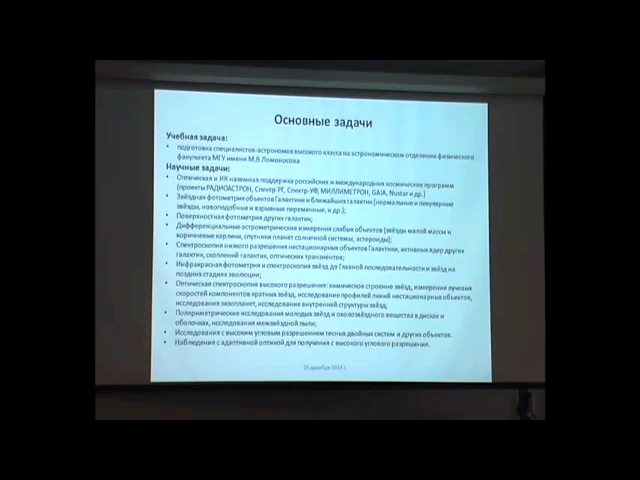 Основные задачи
Учебная задача:
• подготовка специалистов-астрономов высокого класса на астрономическом отделении физического
факультета МГУ имени М.В.Ломоносова
Научные задачи:
• Оптическая и ИК наземная поддержка российских и международных космических программ
(проекты РАДИОАСТРОН, Спектр-РГ, Спектр-УФ, МИЛЛИМЕТРОН, GAIA, Nustar и др.)
• Звёздная фотометрия объектов Галактики и ближайших галактик (нормальные и пекулярные
звёзды, новоподобные и взрывные переменные, и др.);
• Поверхностная фотометрия других галактик;
• Дифференциальные астрометрические измерения слабых объектов (звёзды малой массы и
коричневые карлики, спутники планет солнечной системы, астероиды);
• Спектроскопия низкого разрешения нестационарных объектов Галактики, активных ядер других
галактик, скоплений галактик, оптических транзиентов;
• Инфракрасная фотометрия и спектроскопия звёзд до Главной последовательности и звёзд на
поздних стадиях эволюции;
• Оптическая спектроскопия высокого разрешения: химическое строение звёзд, измерение лучевых
скоростей компонентов кратных звёзд, исследование профилей линий нестационарных объектов,
исследования экзопланет, исследование внутренней структуры звёзд;
• Поляриметрические исследования молодых звёзд и околозвёздного вещества в дисках и
оболочках, исследования межзвёздной пыли;
• Исследования с высоким угловым разрешением тесных двойных систем и других объектов.
• Наблюдения с адаптивной оптикой для получения с высокого углового разрешения.
25 декабря 2013 г.